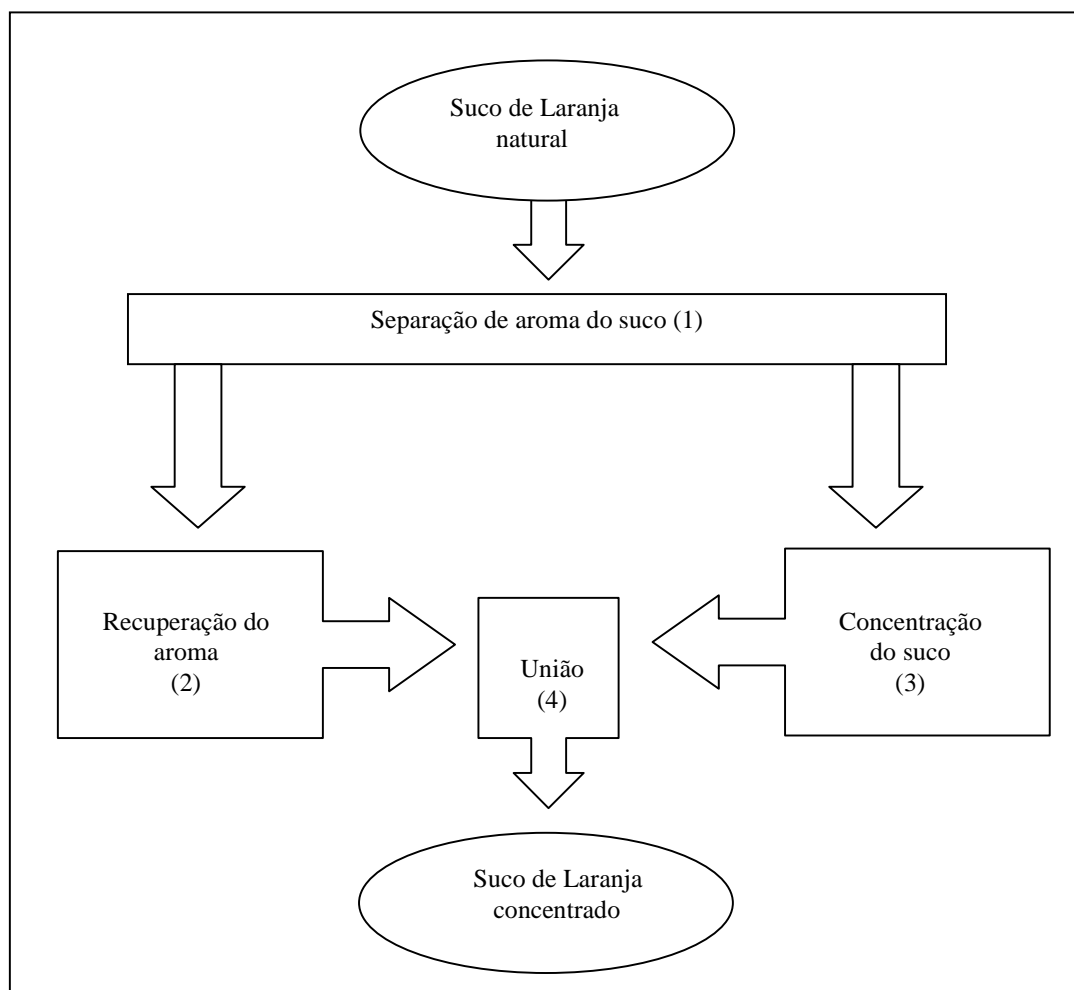 Suco de Laranja
natural
Separação de aroma do suco (1)
Recuperação do
aroma
(2)
União
(4)
Concentração
do suco
(3)
Suco de Laranja
concentrado